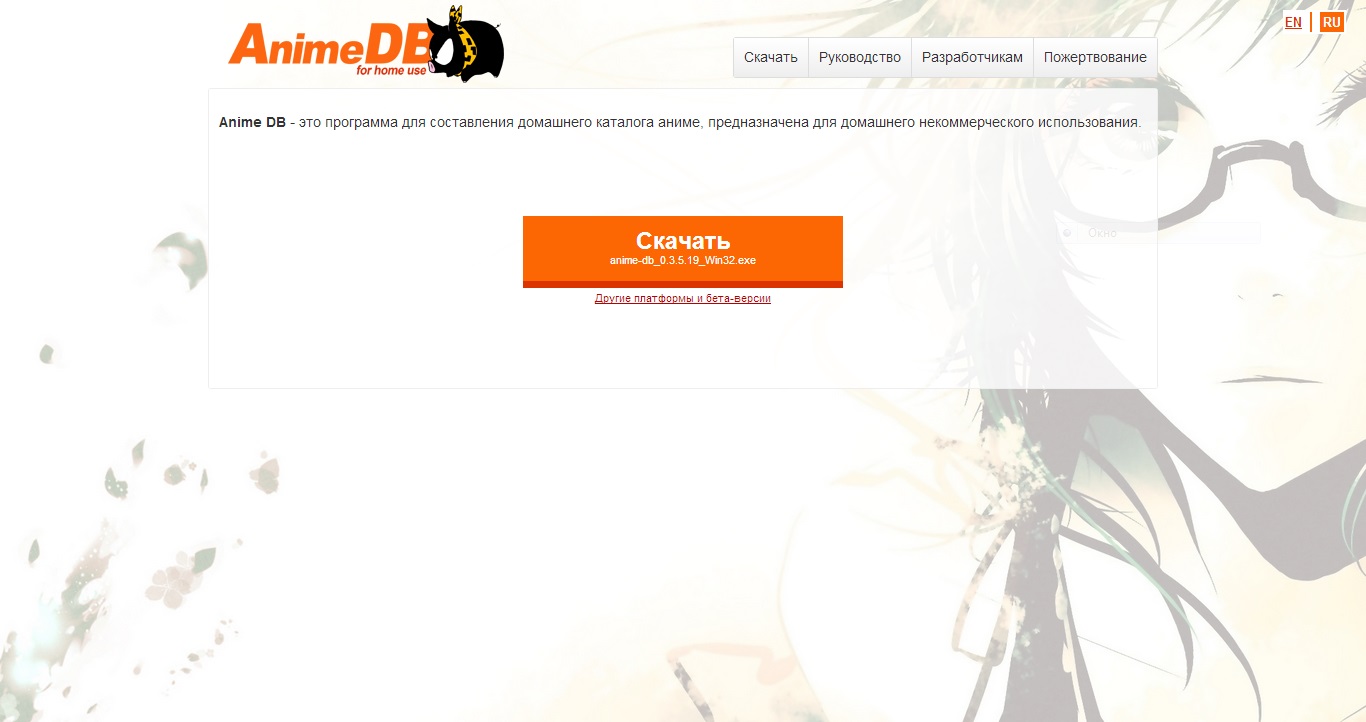 EN RU
AnimeDB
for home use
Скачать Руководство Разработчикам Пожертвование
Anime DB - это программа для составления домашнего каталога аниме, предназначена для домашнего некоммерческого использования.
Окно
Скачать
anime-db_0.3.5.19_Win32.exe
Другие платформы и бета-версии